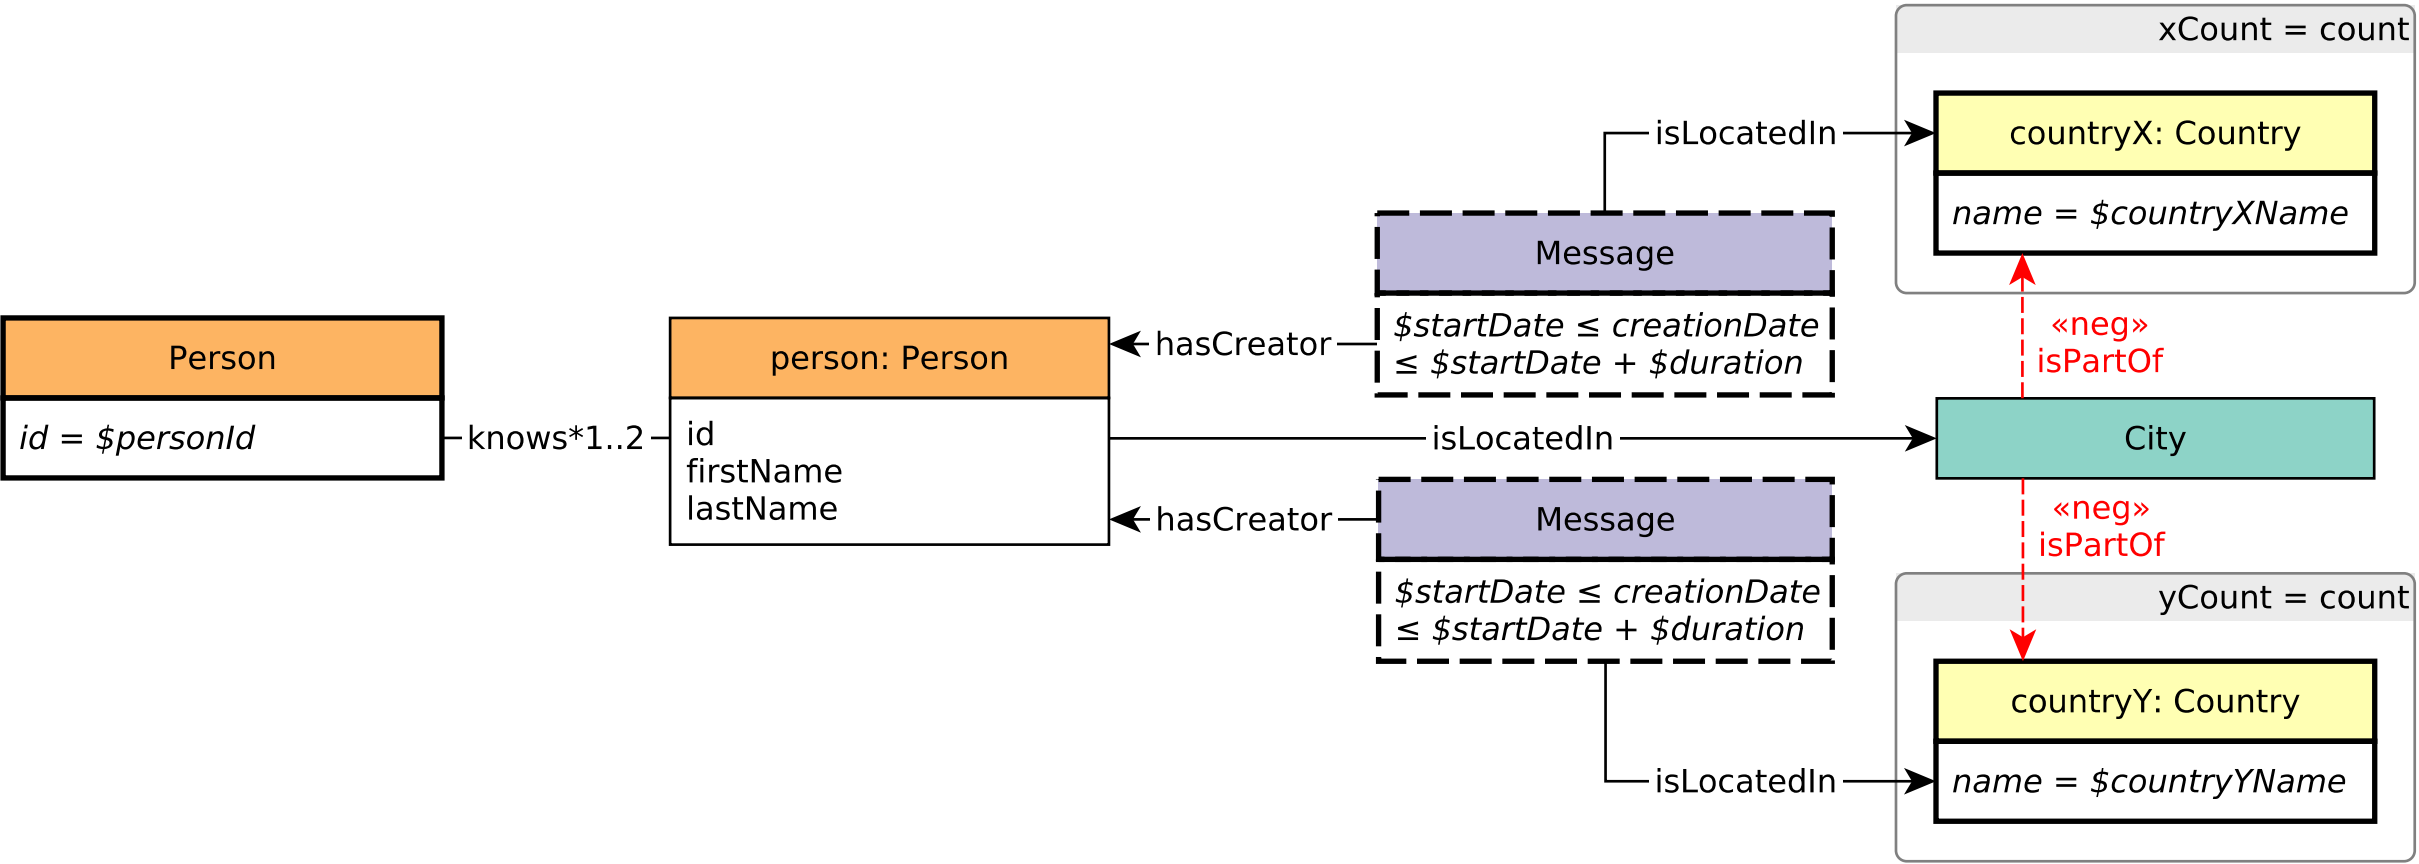 xCount = count
countryX: Country
name = $countryXName
isLocatedIn
Message
$startDate ≤ creationDate
≤ $startDate + $duration
hasCreator
Person
id = $personId
knows*1..2
person: Person
id
firstName
lastName
isLocatedIn
City
«neg»
isPartOf
«neg»
isPartOf
hasCreator
Message
$startDate ≤ creationDate
≤ $startDate + $duration
isLocatedIn
yCount = count
countryY: Country
name = $countryYName